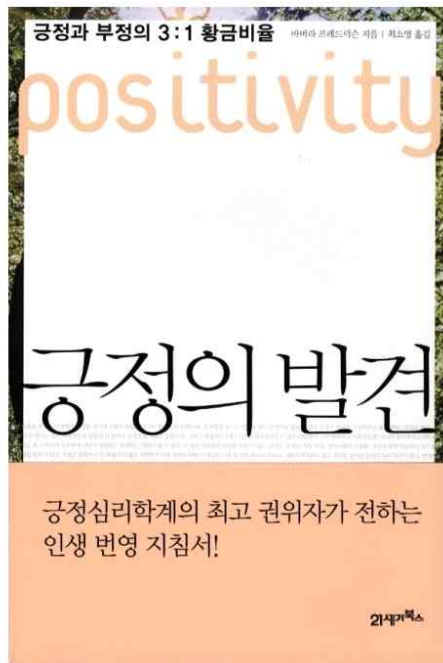 긍정과 부정의 3:1 황금비율
바버라 프레드릭슨 지음 | 최소영 옮김
positivity
긍정의 발견
긍정심리학계의 최고 권위자가 전하는
인생 번영 지침서!
21세기북스